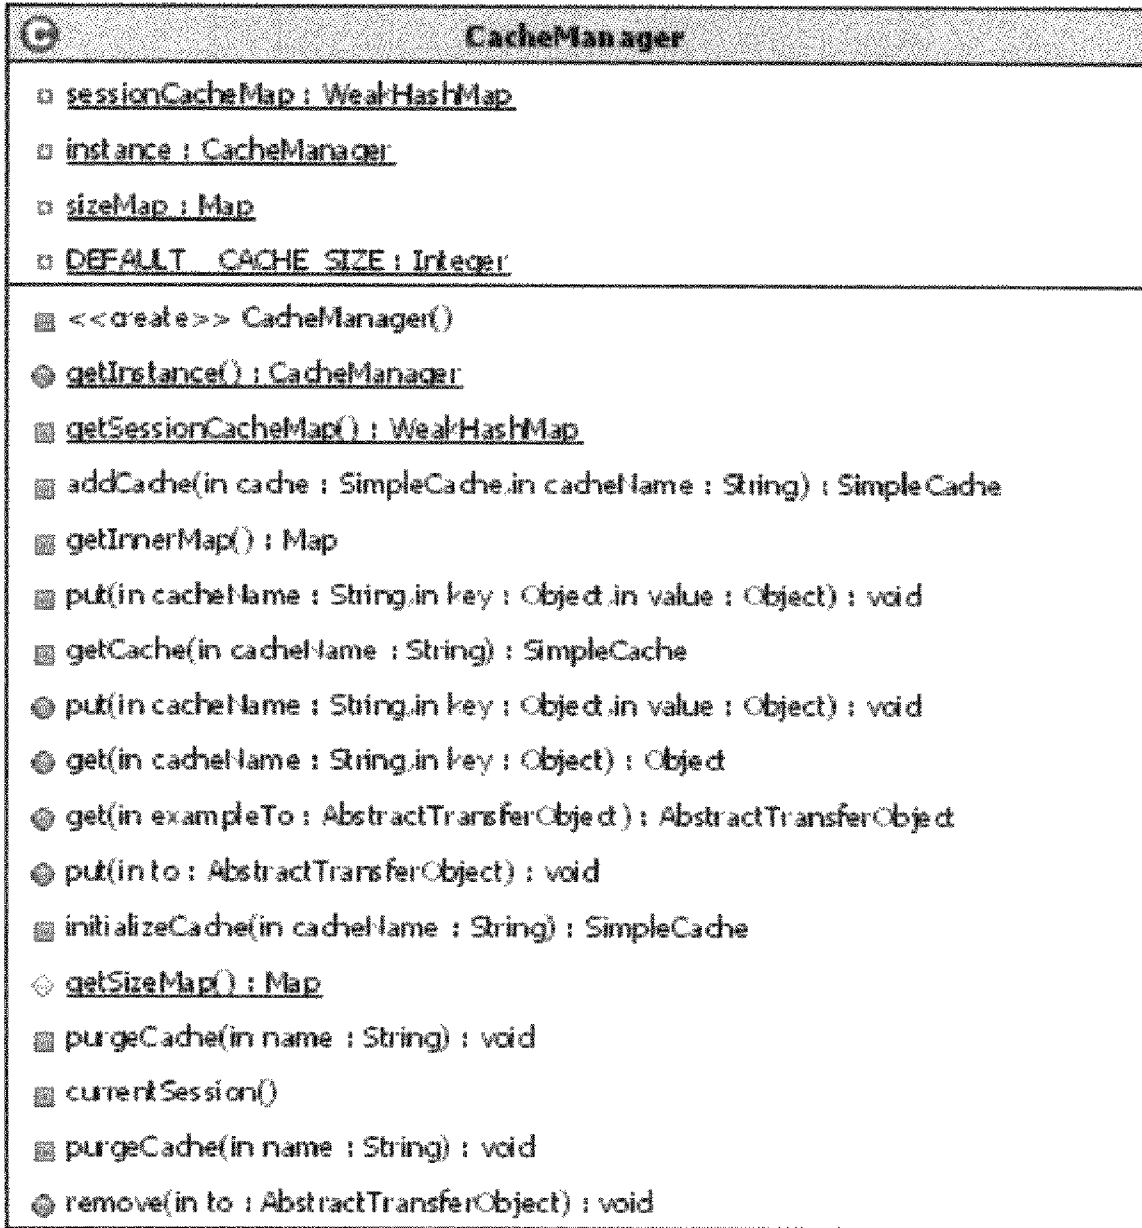 C CacheManager
sessionCacheMap : WeakHashMap
instance : CacheManager
sizeMap : Map
DEFAULT_CACHE_SIZE : Integer
<<create>> CacheManager()
getInstance() : CacheManager
getSessionCacheMap() : WeakHashMap
addCache(in cache : SimpleCache,in cacheName : String) : SimpleCache
getInnerMap() : Map
put(in cacheName : String,in key : Object,in value : Object) : void
getCache(in cacheName : String) : SimpleCache
put(in cacheName : String,in key : Object,in value : Object) : void
get(in cacheName : String,in key : Object) : Object
get(in exampleTo : AbstractTransferObject) : AbstractTransferObject
put(in to : AbstractTransferObject) : void
initializeCache(in cacheName : String) : SimpleCache
getSizeMap() : Map
purgeCache(in name : String) : void
currentSession()
purgeCache(in name : String) : void
remove(in to : AbstractTransferObject) : void